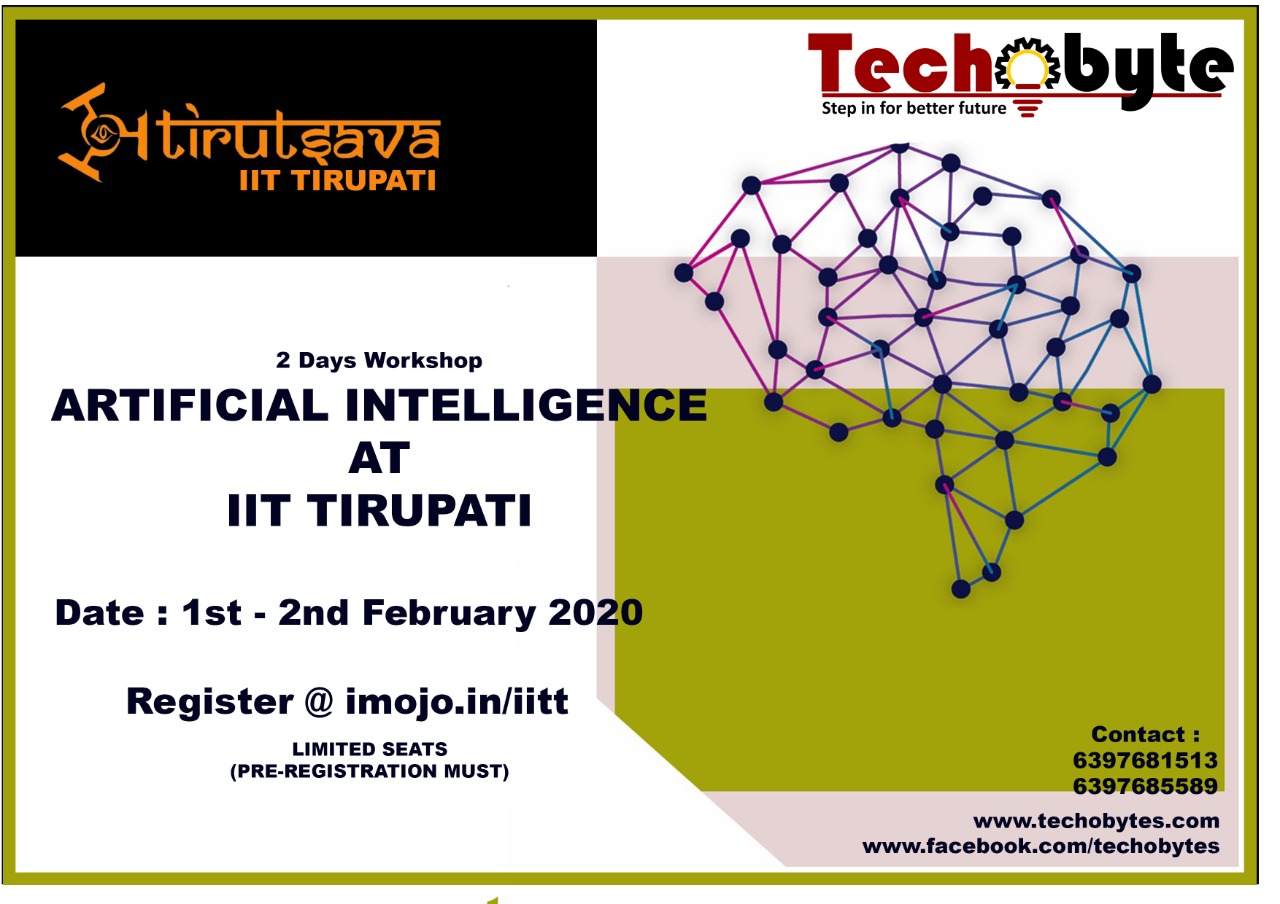 tirutsava
IIT TIRUPATI
Techobyte
Step in for better future
2 Days Workshop
ARTIFICIAL INTELLIGENCE
AT
IIT TIRUPATI
Date : 1st - 2nd February 2020
Register @ imojo.in/iitt
LIMITED SEATS
(PRE-REGISTRATION MUST)
Contact :
6397681513
6397685589
www.techobytes.com
www.facebook.com/techobytes